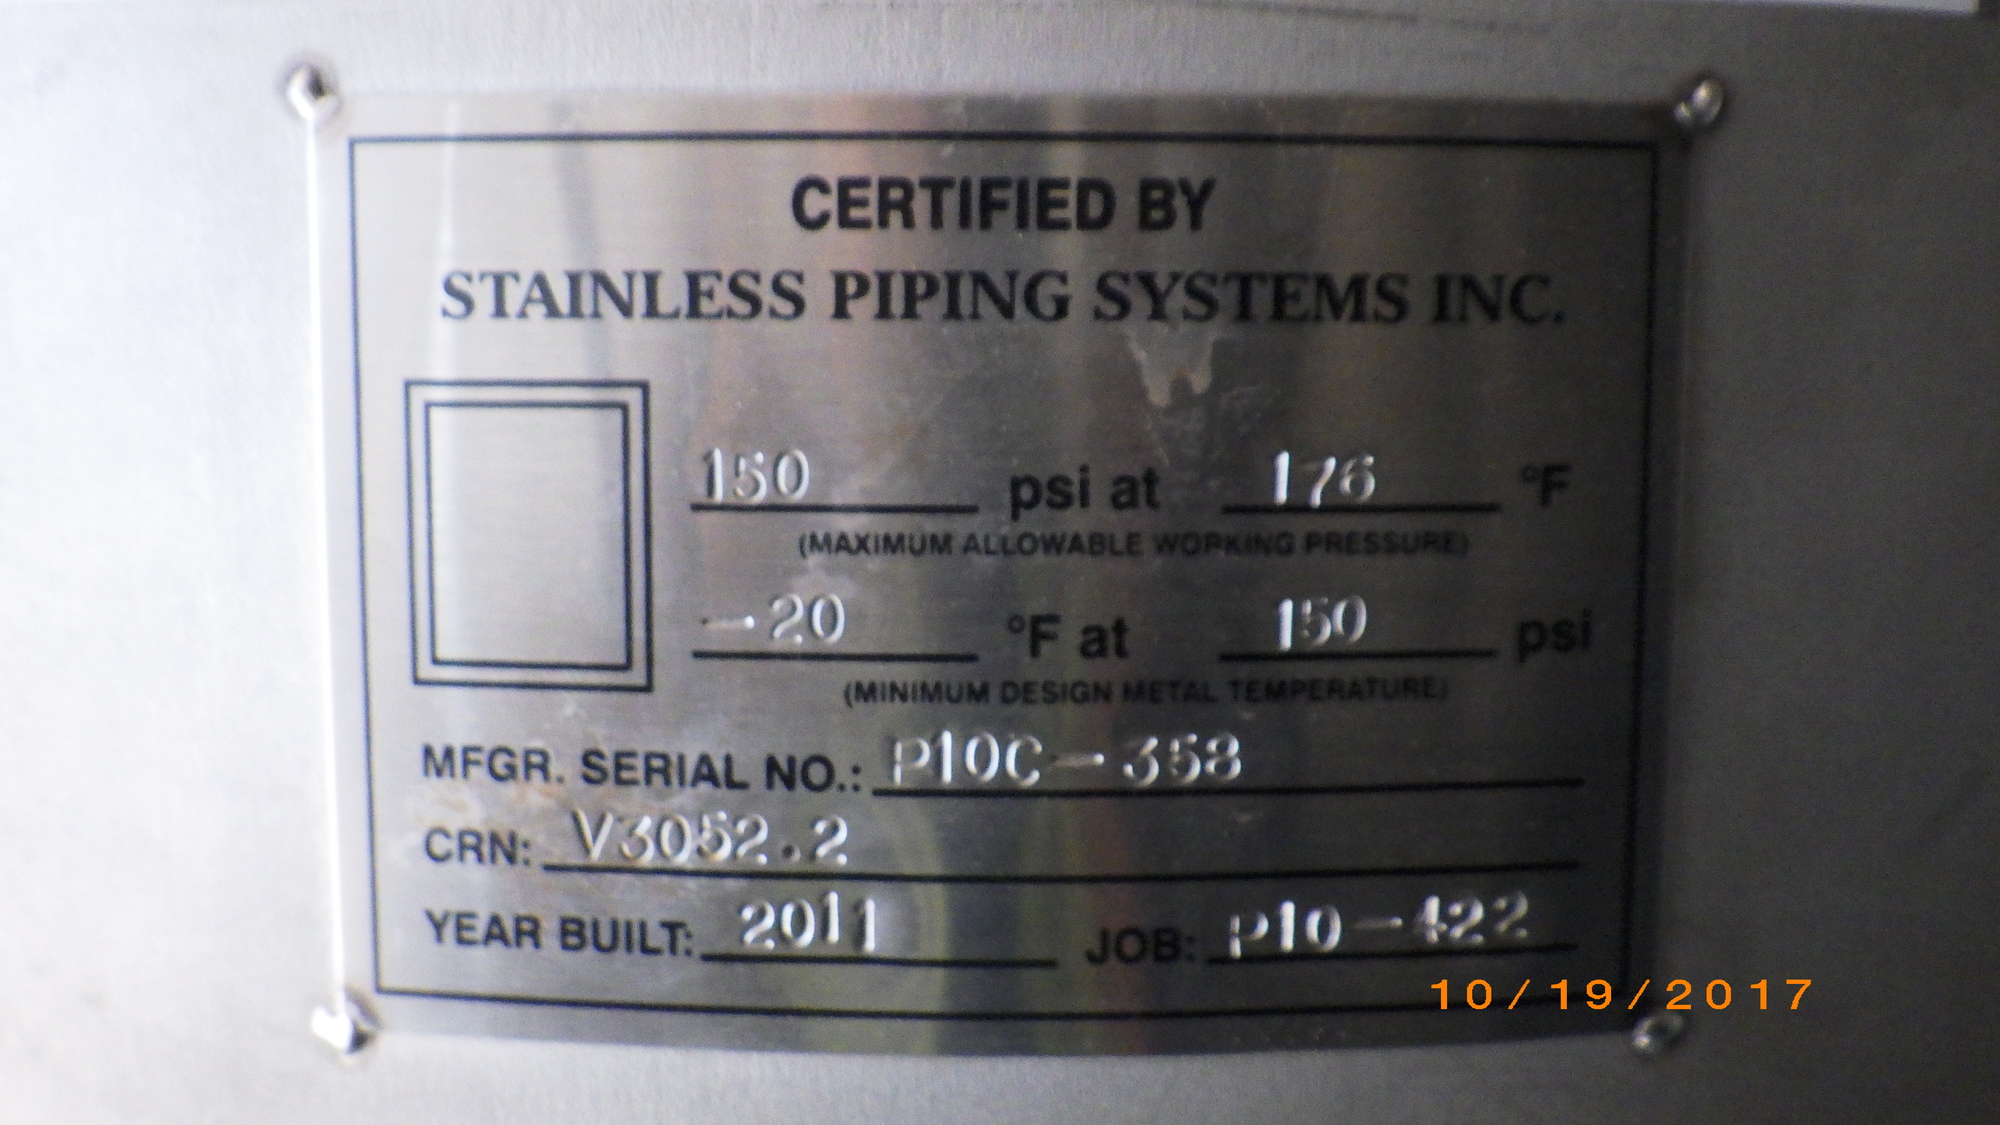 CERTIFIED BY
STAINLESS PIPING SYSTEMS INC.
150 psi at 176 °F
(MAXIMUM ALLOWABLE WORKING PRESSURE)
-20 °F at 150 psi
(MINIMUM DESIGN METAL TEMPERATURE)
MFGR. SERIAL NO.: P10C-358
CRN: V3052.2
YEAR BUILT: 2011 JOB: P10-422
10/19/2017